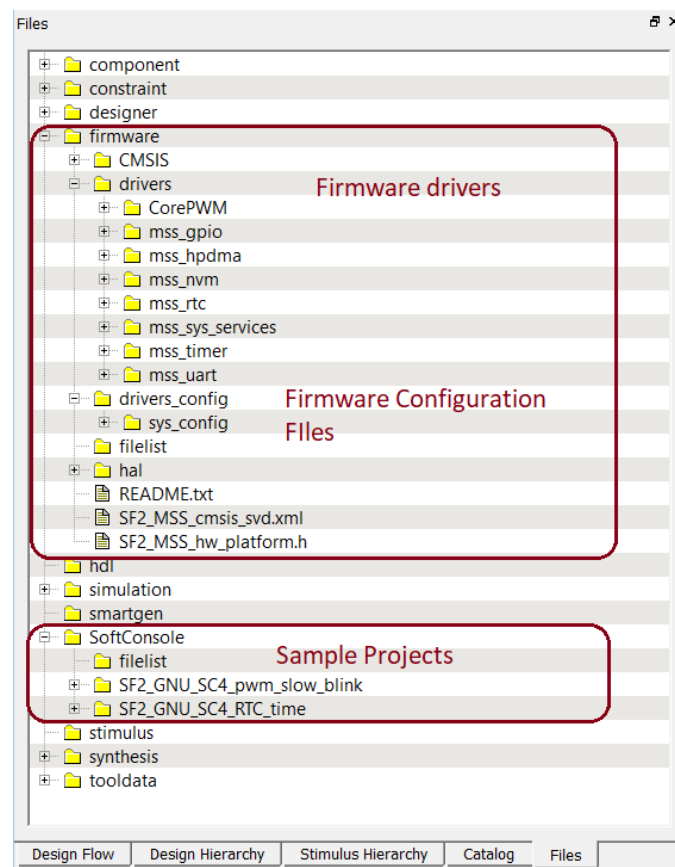 Files
component
constraint
designer
firmware
CMSIS
drivers
Firmware drivers
CorePWM
mss_gpio
mss_hpdma
mss_nvm
mss_rtc
mss_sys_services
mss_timer
mss_uart
drivers_config
Firmware Configuration
sys_config
FIles
filelist
hal
README.txt
SF2_MSS_cmsis_svd.xml
SF2_MSS_hw_platform.h
hdl
simulation
smartgen
SoftConsole
filelist
Sample Projects
SF2_GNU_SC4_pwm_slow_blink
SF2_GNU_SC4_RTC_time
stimulus
synthesis
tooldata
Design Flow Design Hierarchy Stimulus Hierarchy Catalog Files